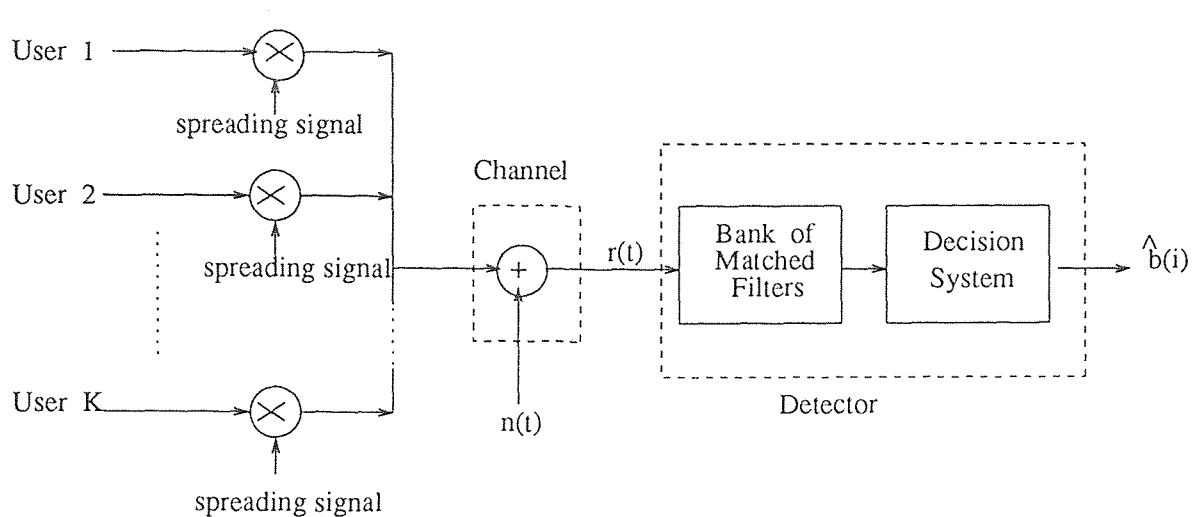 User 1
spreading signal
User 2
spreading signal
User K
spreading signal
Channel
+
n(t)
r(t)
Bank of
Matched
Filters
Decision
System
b̂(i)
Detector